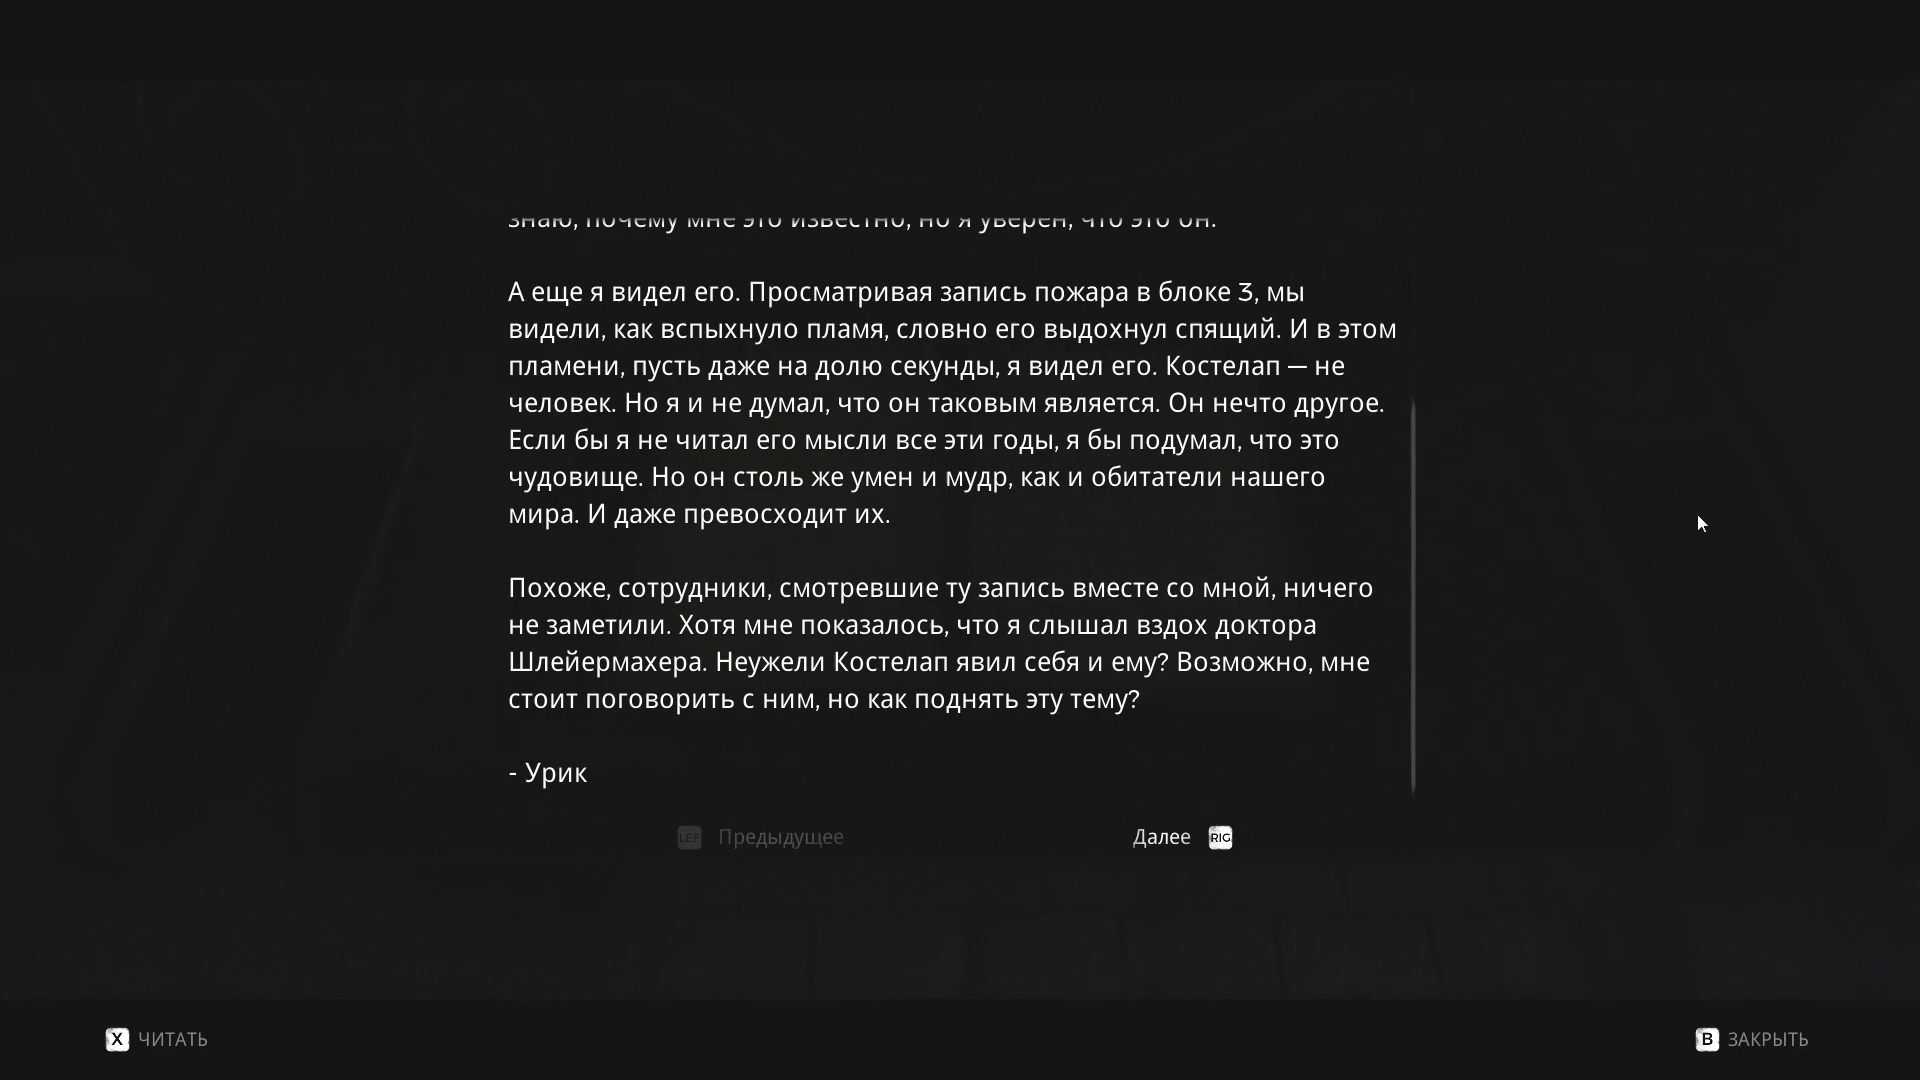 знаю, почему мне это известно, но я уверен, что это он.
А еще я видел его. Просматривая запись пожара в блоке 3, мы
видели, как вспыхнуло пламя, словно его выдохнул спящий. И в этом
пламени, пусть даже на долю секунды, я видел его. Костелап — не
человек. Но я и не думал, что он таковым является. Он нечто другое.
Если бы я не читал его мысли все эти годы, я бы подумал, что это
чудовище. Но он столь же умен и мудр, как и обитатели нашего
мира. И даже превосходит их.
Похоже, сотрудники, смотревшие ту запись вместе со мной, ничего
не заметили. Хотя мне показалось, что я слышал вздох доктора
Шлейермахера. Неужели Костелап явил себя и ему? Возможно, мне
стоит поговорить с ним, но как поднять эту тему?
- Урик
LEF Предыдущее Далее RIG
X ЧИТАТЬ B ЗАКРЫТЬ